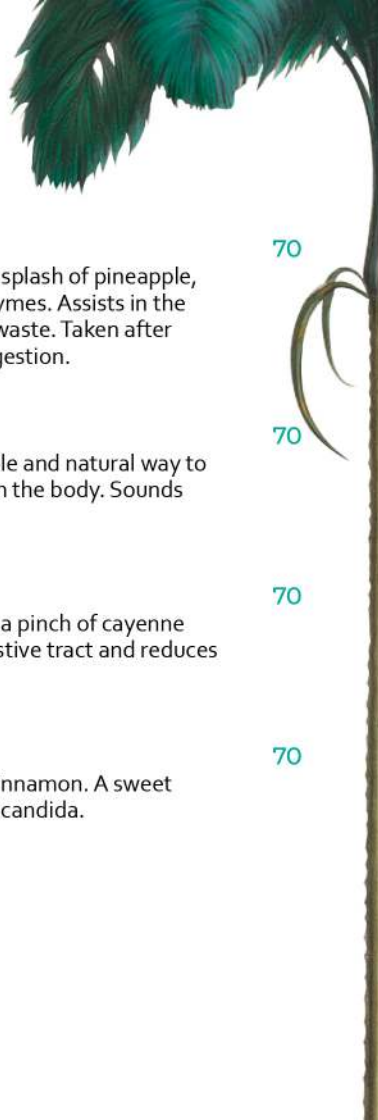 70
splash of pineapple,
ymes. Assists in the
waste. Taken after
gestion.
70
le and natural way to
n the body. Sounds
70
a pinch of cayenne
stive tract and reduces
70
nnamon. A sweet
candida.